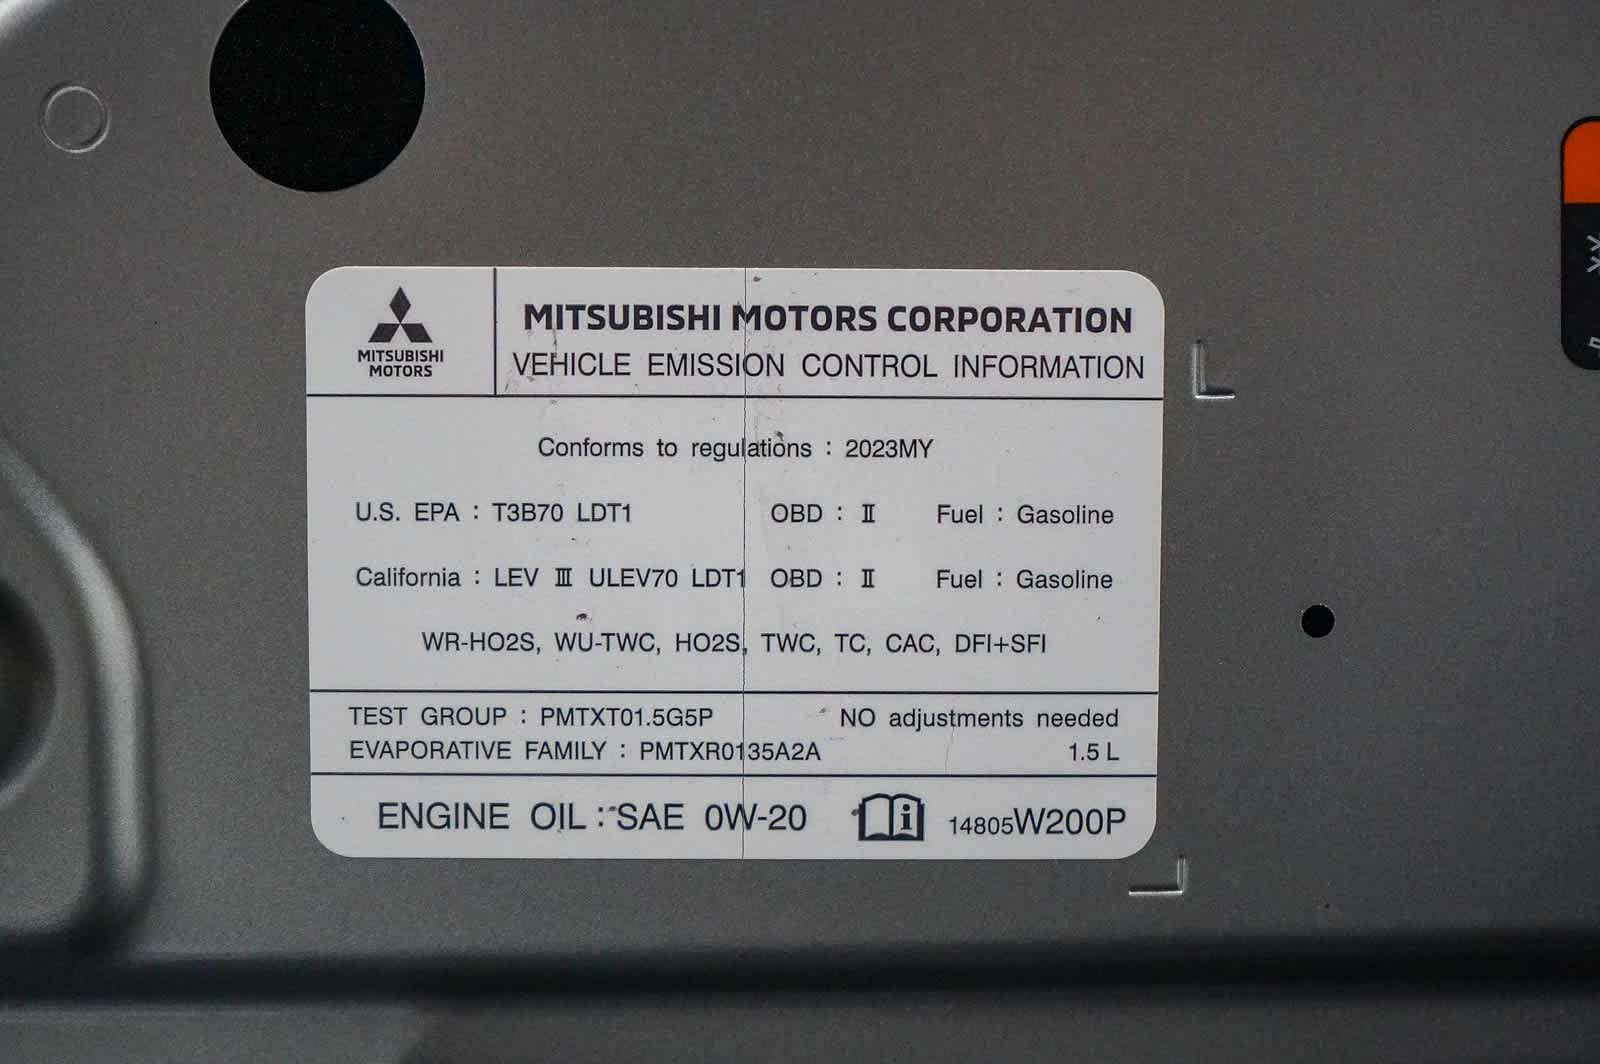 MITSUBISHI
MOTORS
MITSUBISHI MOTORS CORPORATION
VEHICLE EMISSION CONTROL INFORMATION
Conforms to regulations : 2023MY
U.S. EPA : T3B70 LDT1 OBD : Ⅱ Fuel : Gasoline
California : LEV Ⅲ ULEV70 LDT1 OBD : Ⅱ Fuel : Gasoline
WR-HO2S, WU-TWC, HO2S, TWC, TC, CAC, DFI+SFI
TEST GROUP : PMTXT01.5G5P NO adjustments needed
EVAPORATIVE FAMILY : PMTXR0135A2A 1.5 L
ENGINE OIL : SAE 0W-20 i 14805W200P